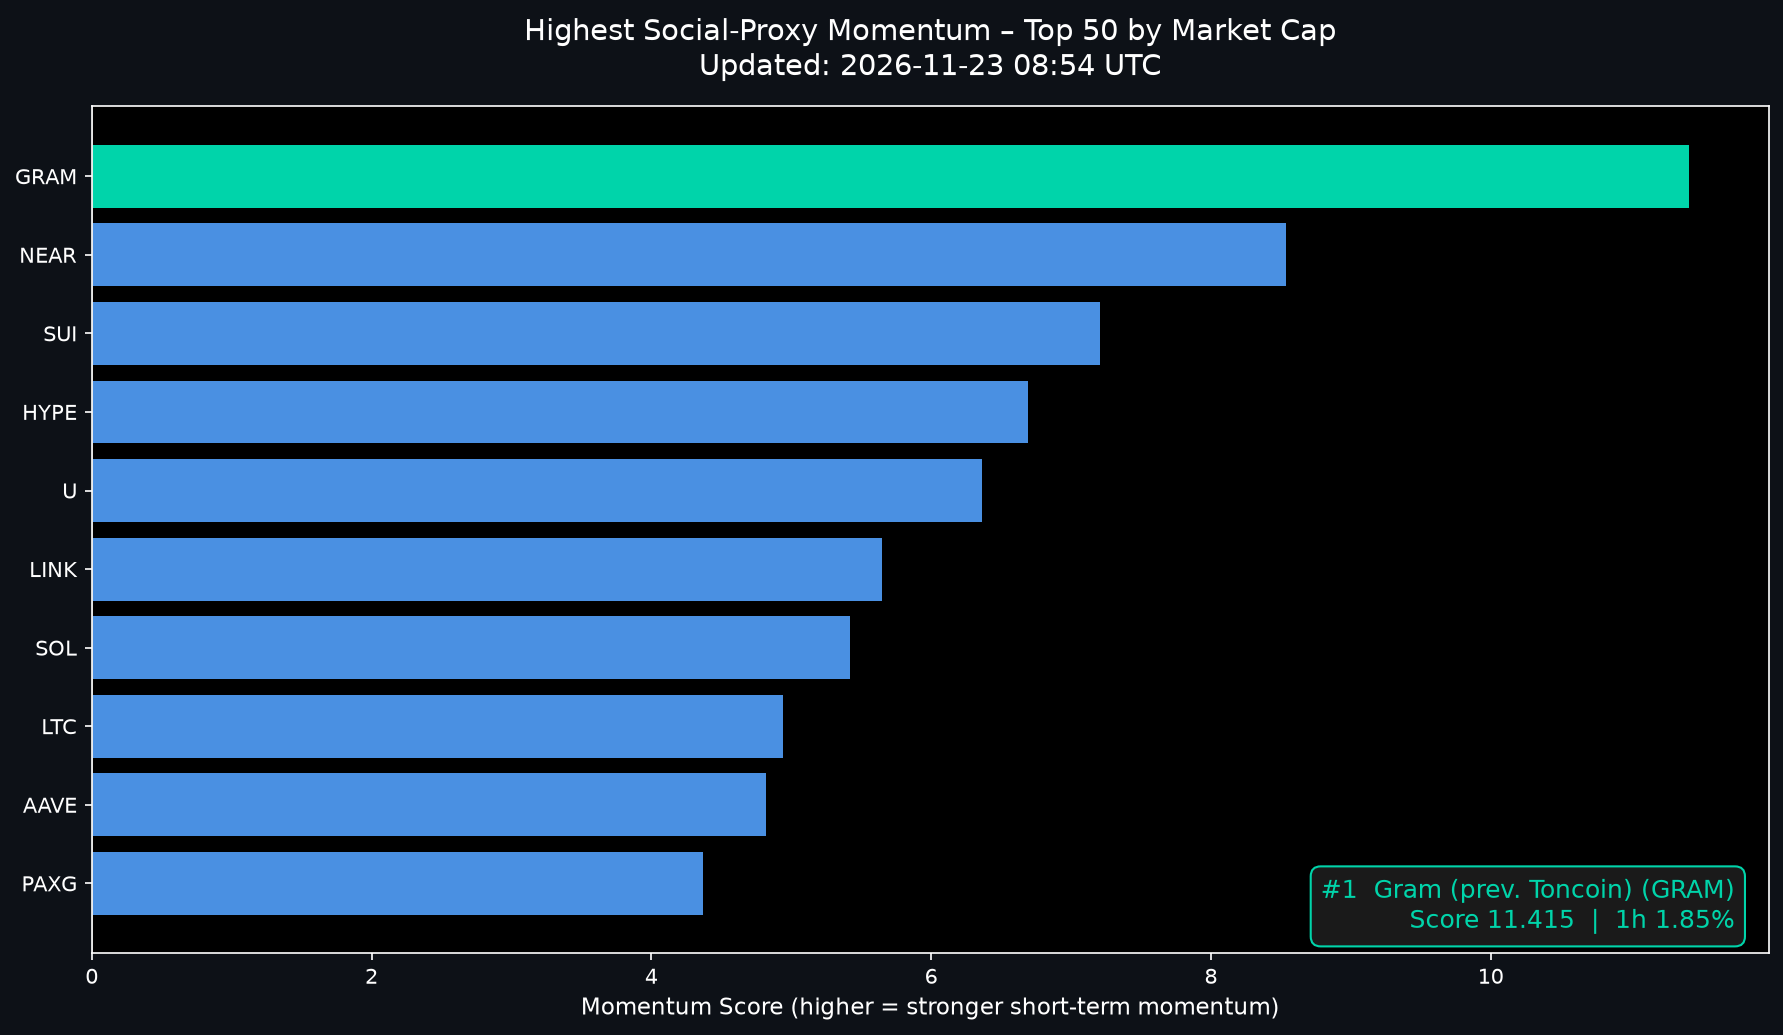 Highest Social-Proxy Momentum – Top 50 by Market Cap
Updated: 2026-11-23 08:54 UTC
GRAM
NEAR
SUI
HYPE
U
LINK
SOL
LTC
AAVE
PAXG
#1  Gram (prev. Toncoin) (GRAM)
Score 11.415  |  1h 1.85%
0 2 4 6 8 10
Momentum Score (higher = stronger short-term momentum)